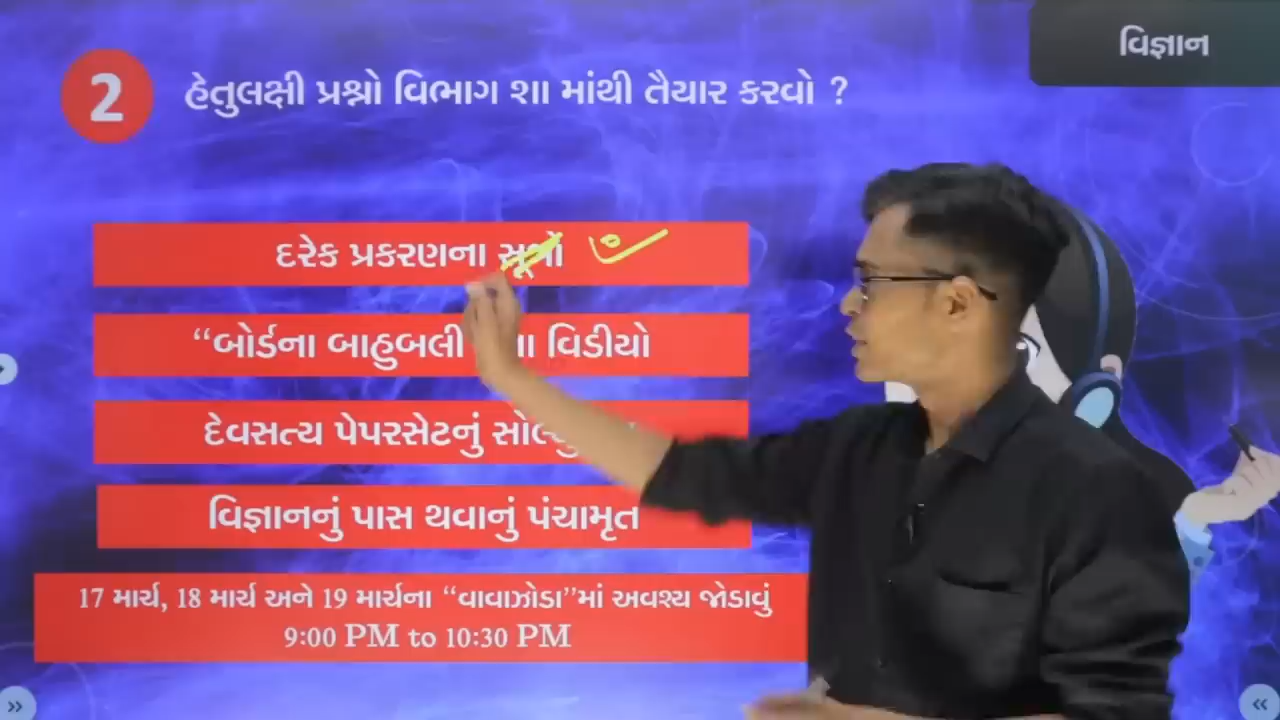 વિજ્ઞાન
2
હેતુલક્ષી પ્રશ્નો વિભાગ શા માંથી તૈયાર કરવો ?
દરેક પ્રકરણના
“બોર્ડના બાહુબલી વિડીયો
દેવસત્ય પેપરસેટનું
વિજ્ઞાનનું પાસ થવાનું પંચામૃત
17 માર્ચ, 18 માર્ચ અને 19 માર્ચના “વાવાઝોડા”માં અવશ્ય જોડાવું
9:00 PM to 10:30 PM